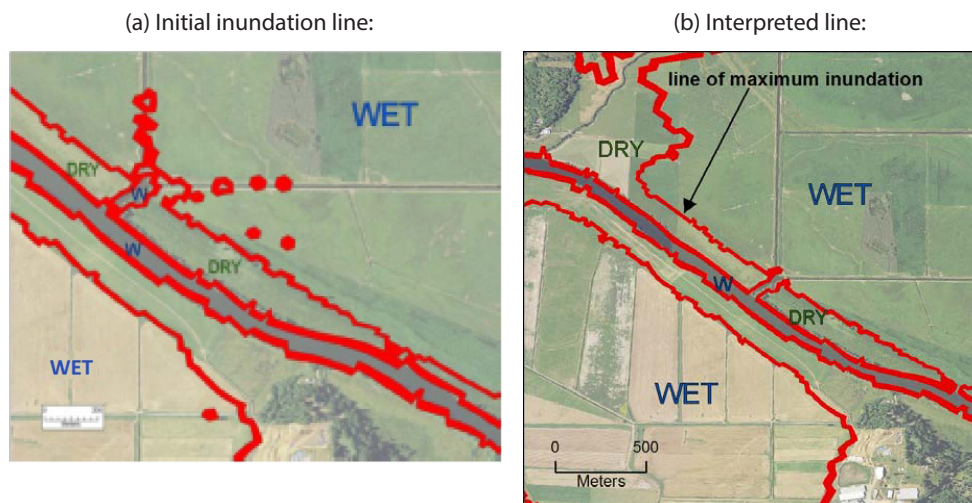 (a) Initial inundation line:
WET
DRY
W
W
DRY
WET
Meters
(b) Interpreted line:
line of maximum inundation
DRY
WET
W
DRY
WET
0 500
Meters